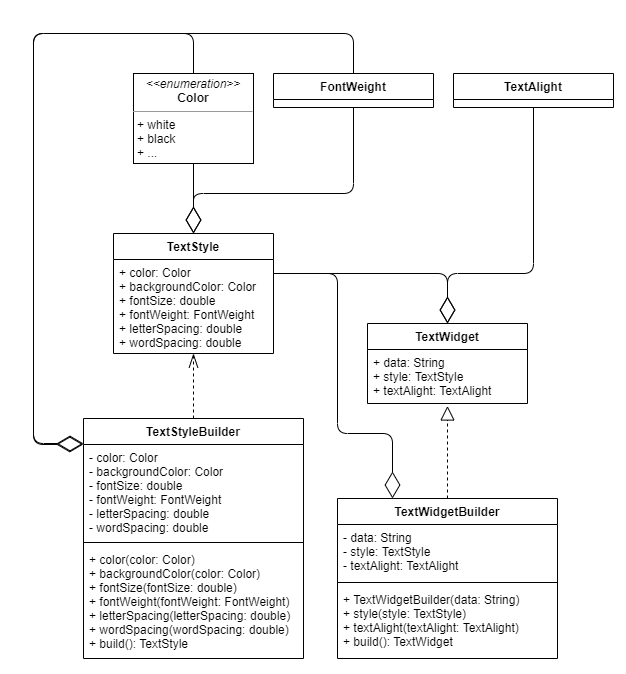 <<enumeration>>
Color
+ white
+ black
+ ...
FontWeight
TextAlight
TextStyle
+ color: Color
+ backgroundColor: Color
+ fontSize: double
+ fontWeight: FontWeight
+ letterSpacing: double
+ wordSpacing: double
TextWidget
+ data: String
+ style: TextStyle
+ textAlight: TextAlight
TextStyleBuilder
- color: Color
- backgroundColor: Color
- fontSize: double
- fontWeight: FontWeight
- letterSpacing: double
- wordSpacing: double
+ color(color: Color)
+ backgroundColor(color: Color)
+ fontSize(fontSize: double)
+ fontWeight(fontWeight: FontWeight)
+ letterSpacing(letterSpacing: double)
+ wordSpacing(wordSpacing: double)
+ build(): TextStyle
TextWidgetBuilder
- data: String
- style: TextStyle
- textAlight: TextAlight
+ TextWidgetBuilder(data: String)
+ style(style: TextStyle)
+ textAlight(textAlight: TextAlight)
+ build(): TextWidget